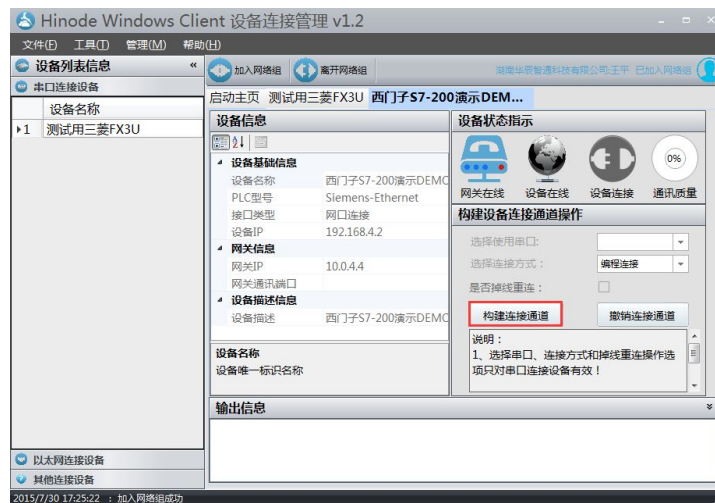 Hinode Windows Client 设备连接管理 v1.2
文件(F) 工具(T) 管理(M) 帮助(H)
设备列表信息 «
加入网络组 离开网络组
湖南华辰智通科技有限公司:王平 已加入网络组
串口连接设备
设备名称
1 测试用三菱FX3U
启动主页 测试用三菱FX3U 西门子S7-200演示DEM...
设备信息
设备基础信息
设备名称 西门子S7-200演示DEMO
PLC型号 Siemens-Ethernet
接口类型 网口连接
设备IP 192.168.4.2
网关信息
网关IP 10.0.4.4
网关通讯端口
设备描述信息
设备描述 西门子S7-200演示DEMO
设备名称
设备唯一标识名称
设备状态指示
0%
网关在线 设备在线 设备连接 通讯质量
构建设备连接通道操作
选择使用串口:
选择连接方式： 编程连接
是否掉线重连：
构建连接通道 撤销连接通道
说明：
1、选择串口、连接方式和掉线重连操作选
项只对串口连接设备有效！
输出信息
以太网连接设备
其他连接设备
2015/7/30 17:25:22 ：加入网络组成功